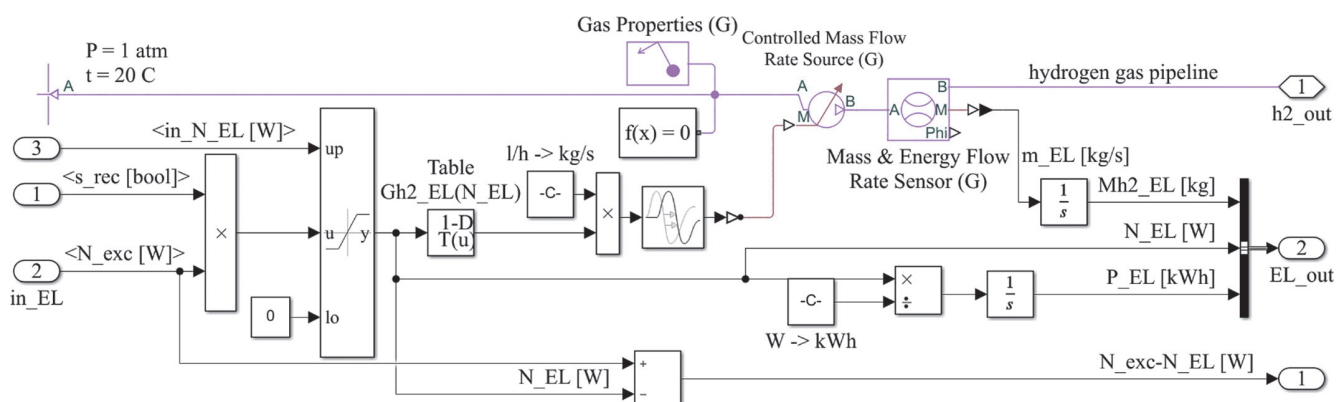 Gas Properties (G)
Controlled Mass Flow
Rate Source (G)
P = 1 atm
t = 20 C
A
A
M
B
A
B
M
Phi
hydrogen gas pipeline
1
h2_out
f(x) = 0
Mass & Energy Flow
Rate Sensor (G)
m_EL [kg/s]
3
<in_N_EL [W]>
1
<s_rec [bool]>
2
in_EL
<N_exc [W]>
×
0
up
u
y
lo
Table
Gh2_EL(N_EL)
1-D
T(u)
l/h -> kg/s
-C-
×
1
s
Mh2_EL [kg]
N_EL [W]
2
EL_out
-C-
W -> kWh
×
÷
1
s
P_EL [kWh]
N_EL [W]
+
−
N_exc-N_EL [W]
1